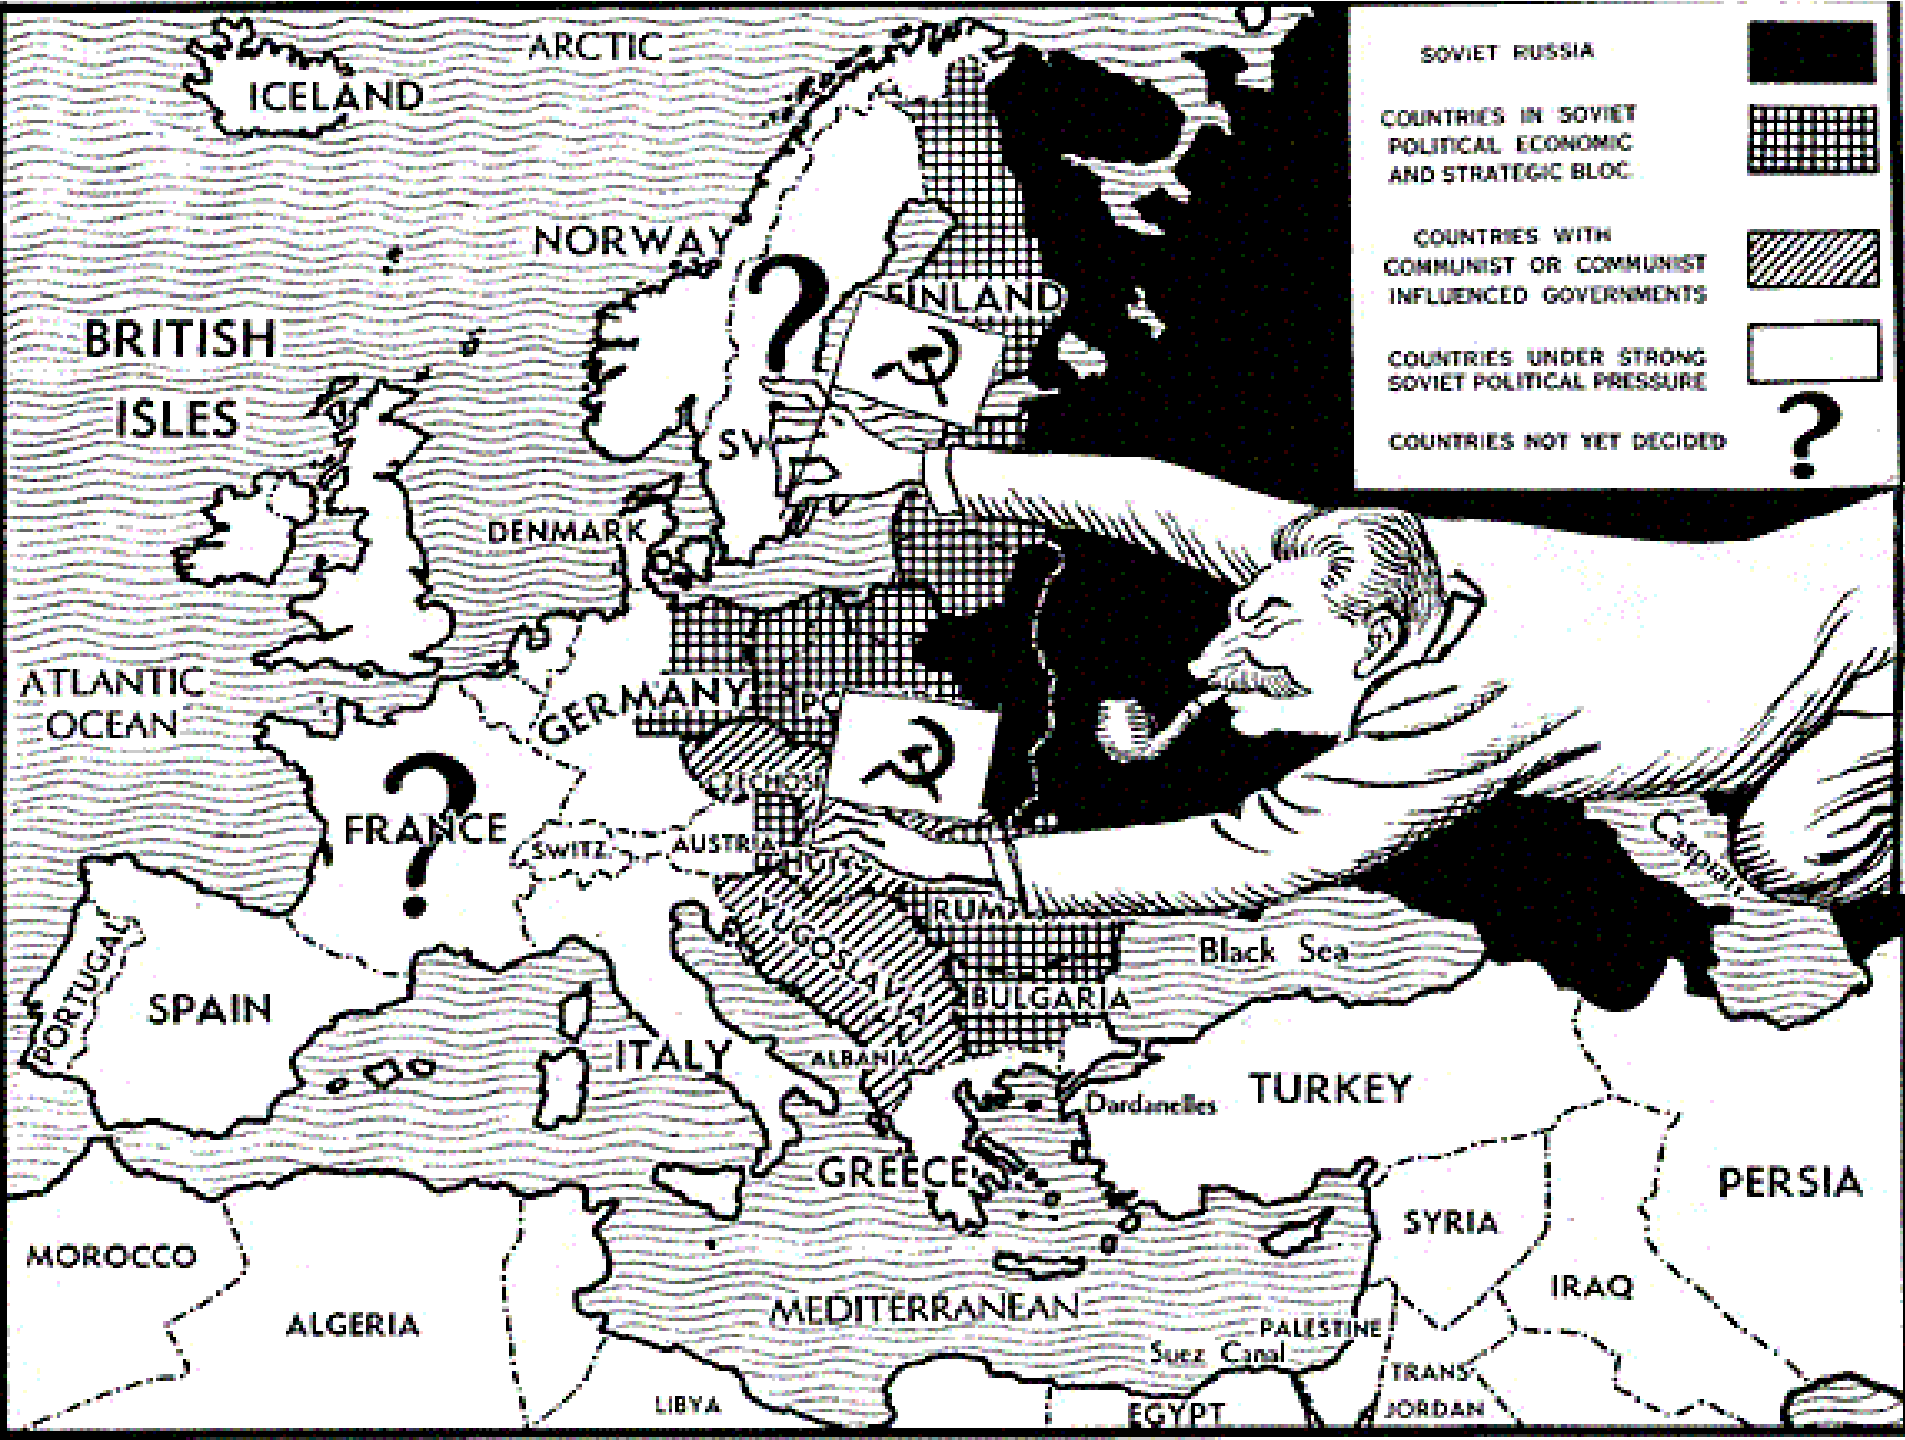 ARCTIC
ICELAND
SOVIET RUSSIA
COUNTRIES IN SOVIET
POLITICAL ECONOMIC
AND STRATEGIC BLOC.
COUNTRIES WITH
COMMUNIST OR COMMUNIST
INFLUENCED GOVERNMENTS
COUNTRIES UNDER STRONG
SOVIET POLITICAL PRESSURE
COUNTRIES NOT YET DECIDED
?
NORWAY
?
FINLAND
BRITISH
ISLES
SW
DENMARK
ATLANTIC
OCEAN
GERMANY
PO
?
FRANCE
CZECHOSL
SWITZ.
AUSTRIA
HUN
Caspian
RUM
GOSLAV
Black Sea
PORTUGAL
SPAIN
BULGARIA
ITALY
ALBANIA
TURKEY
Dardanelles
GREECE
PERSIA
SYRIA
MOROCCO
IRAQ
ALGERIA
MEDITERRANEAN
PALESTINE
Suez Canal
TRANS-
JORDAN
LIBYA
EGYPT